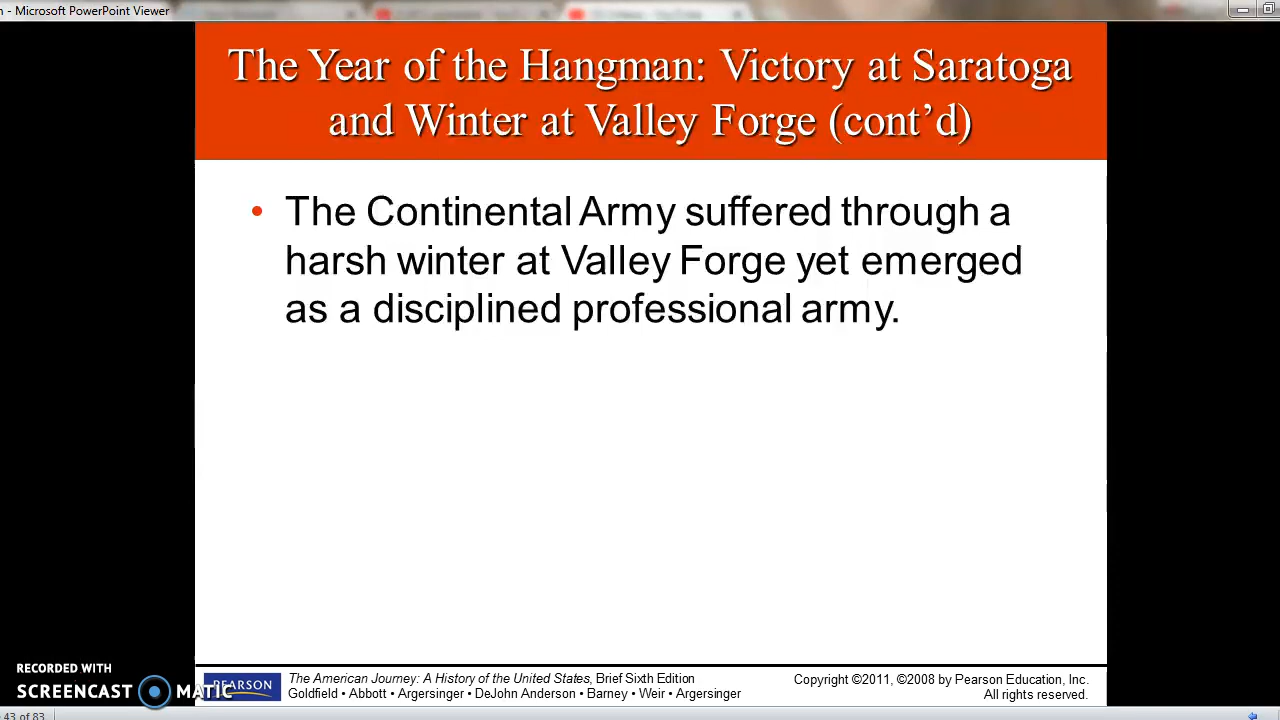 - Microsoft PowerPoint Viewer
The Year of the Hangman: Victory at Saratoga
and Winter at Valley Forge (cont’d)
• The Continental Army suffered through a
harsh winter at Valley Forge yet emerged
as a disciplined professional army.
RECORDED WITH
SCREENCAST MATIC
PEARSON
The American Journey: A History of the United States, Brief Sixth Edition
Goldfield • Abbott • Argersinger • DeJohn Anderson • Barney • Weir • Argersinger
Copyright ©2011, ©2008 by Pearson Education, Inc.
All rights reserved.
43 of 83